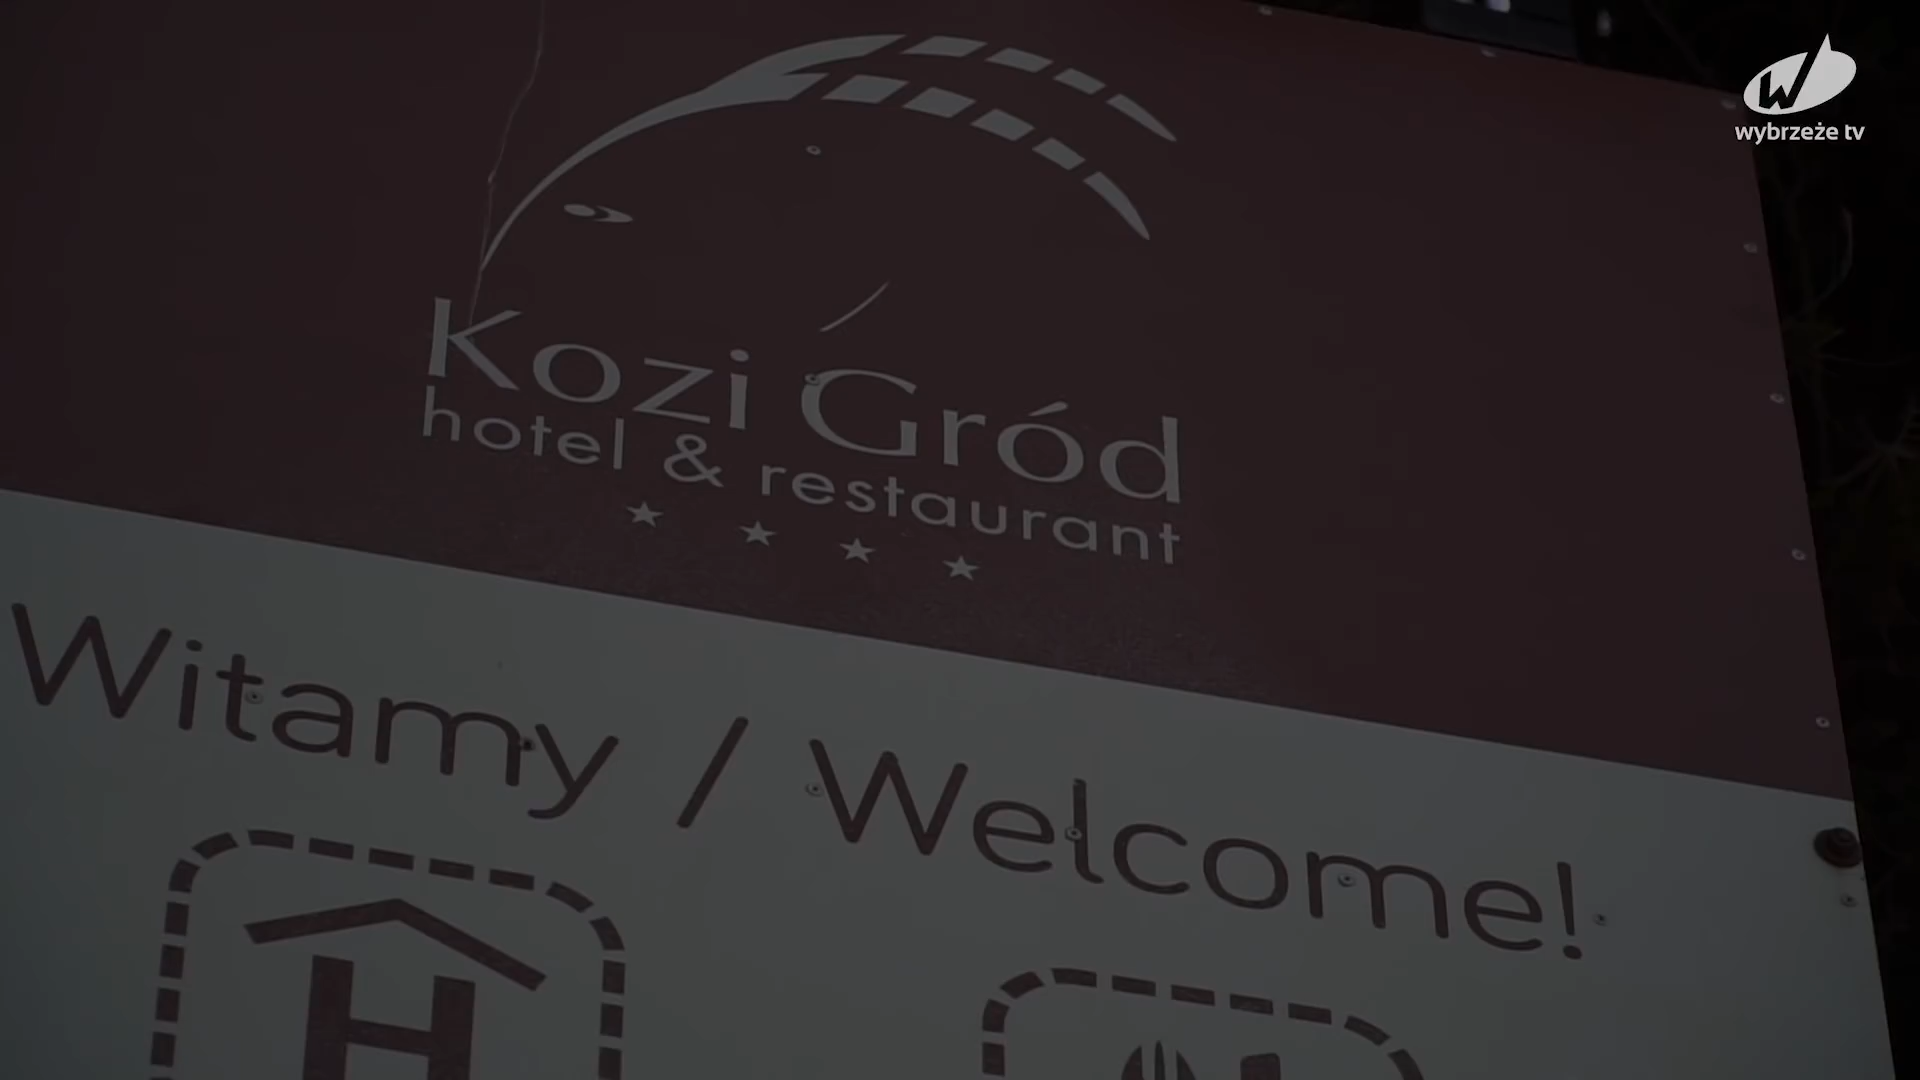 wybrzeże tv
Kozi Gród
hotel & restaurant
Witamy / Welcome!
H